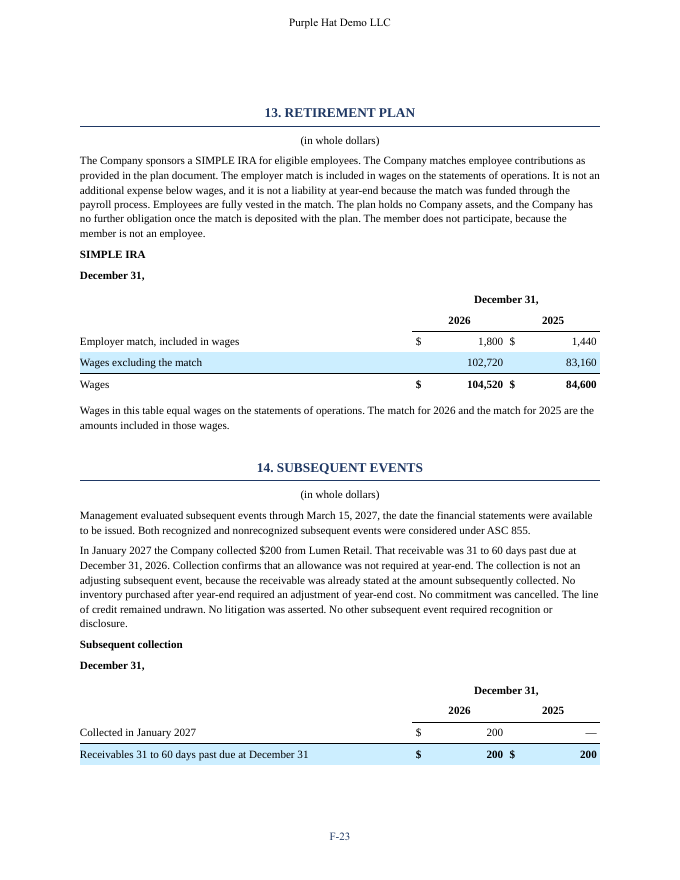 Purple Hat Demo LLC
13. RETIREMENT PLAN
(in whole dollars)
The Company sponsors a SIMPLE IRA for eligible employees. The Company matches employee contributions as
provided in the plan document. The employer match is included in wages on the statements of operations. It is not an
additional expense below wages, and it is not a liability at year-end because the match was funded through the
payroll process. Employees are fully vested in the match. The plan holds no Company assets, and the Company has
no further obligation once the match is deposited with the plan. The member does not participate, because the
member is not an employee.
SIMPLE IRA
December 31,
December 31,
2026 2025
Employer match, included in wages $ 1,800 $ 1,440
Wages excluding the match 102,720 83,160
Wages $ 104,520 $ 84,600
Wages in this table equal wages on the statements of operations. The match for 2026 and the match for 2025 are the
amounts included in those wages.
14. SUBSEQUENT EVENTS
(in whole dollars)
Management evaluated subsequent events through March 15, 2027, the date the financial statements were available
to be issued. Both recognized and nonrecognized subsequent events were considered under ASC 855.
In January 2027 the Company collected $200 from Lumen Retail. That receivable was 31 to 60 days past due at
December 31, 2026. Collection confirms that an allowance was not required at year-end. The collection is not an
adjusting subsequent event, because the receivable was already stated at the amount subsequently collected. No
inventory purchased after year-end required an adjustment of year-end cost. No commitment was cancelled. The line
of credit remained undrawn. No litigation was asserted. No other subsequent event required recognition or
disclosure.
Subsequent collection
December 31,
December 31,
2026 2025
Collected in January 2027 $ 200 —
Receivables 31 to 60 days past due at December 31 $ 200 $ 200
F-23